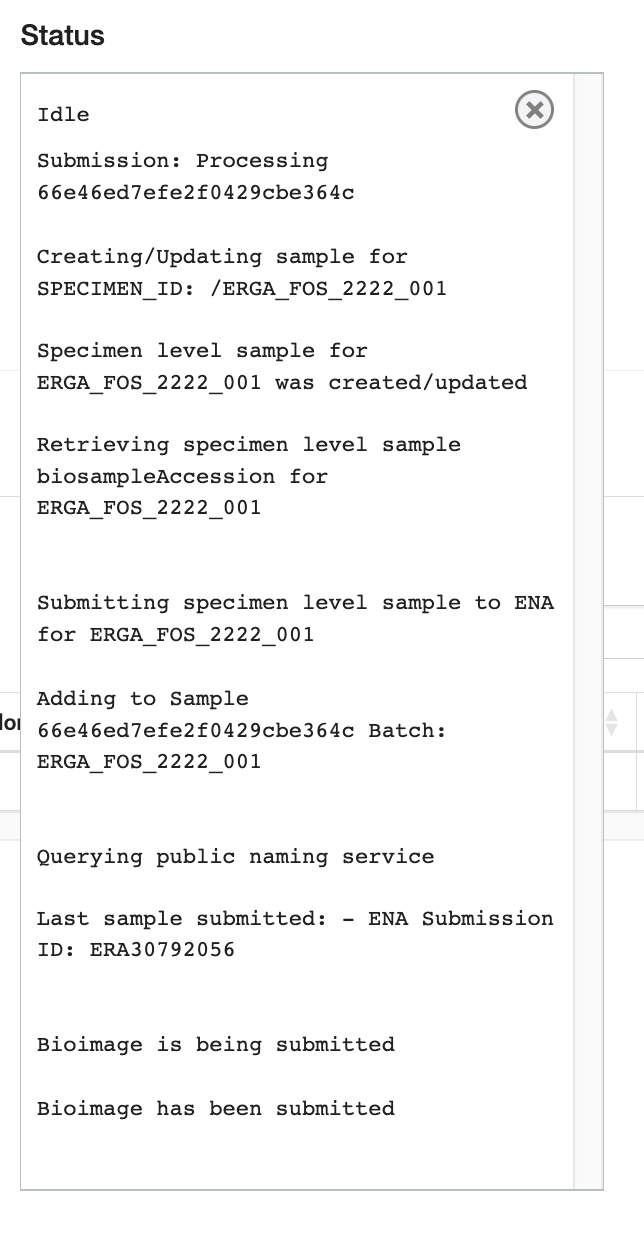 Status
Idle
Submission: Processing
66e46ed7efe2f0429cbe364c
Creating/Updating sample for
SPECIMEN_ID: /ERGA_FOS_2222_001
Specimen level sample for
ERGA_FOS_2222_001 was created/updated
Retrieving specimen level sample
biosampleAccession for
ERGA_FOS_2222_001
Submitting specimen level sample to ENA
for ERGA_FOS_2222_001
Adding to Sample
66e46ed7efe2f0429cbe364c Batch:
ERGA_FOS_2222_001
Querying public naming service
Last sample submitted: - ENA Submission
ID: ERA30792056
Bioimage is being submitted
Bioimage has been submitted